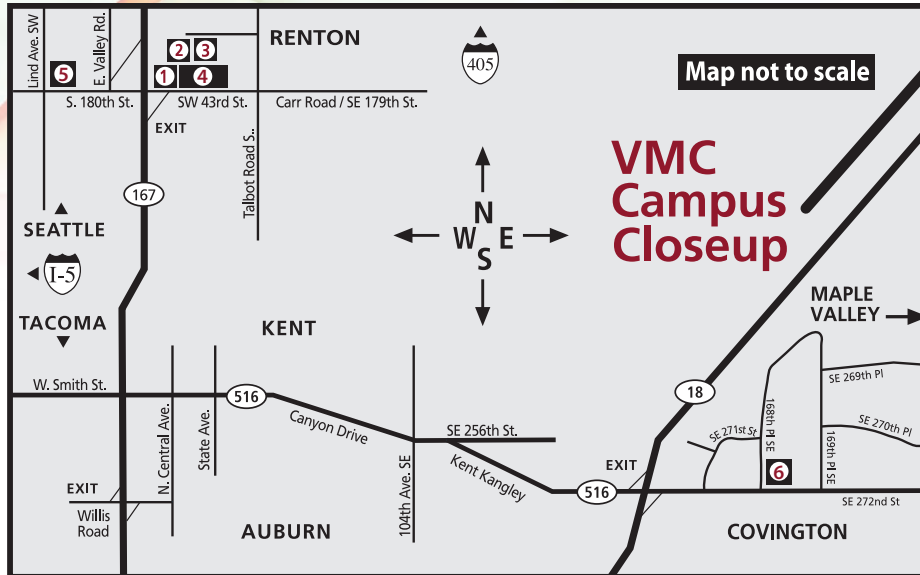 Lind Ave. SW
E. Valley Rd.
5
2
3
1
4
RENTON
405
Map not to scale
S. 180th St.
SW 43rd St.
Carr Road / SE 179th St.
EXIT
Talbot Road S..
167
VMC
Campus
Closeup
SEATTLE
I-5
TACOMA
N
W E
S
MAPLE
VALLEY
KENT
W. Smith St.
516
Canyon Drive
N. Central Ave.
State Ave.
104th Ave. SE
SE 256th St.
Kent Kangley
18
SE 269th Pl
SE 270th Pl
SE 271st St
168th Pl SE
169th Pl SE
6
EXIT
516
SE 272nd St
EXIT
Willis
Road
AUBURN
COVINGTON